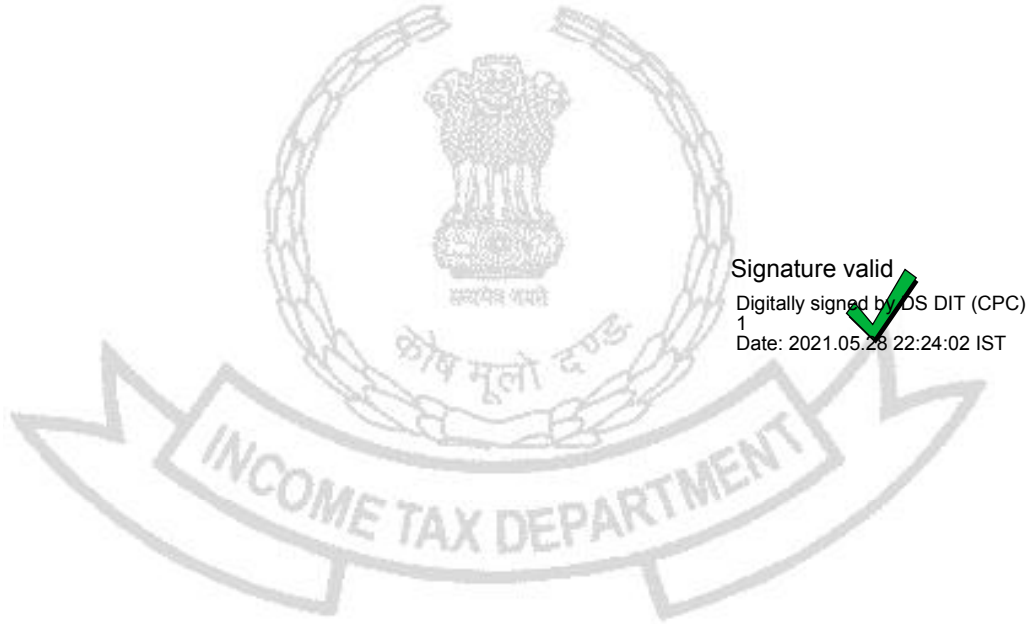 Signature valid
Digitally signed by DS DIT (CPC)
1
Date: 2021.05.28 22:24:02 IST
सत्यमेव जयते
कोष मूलो दण्ड
INCOME TAX DEPARTMENT